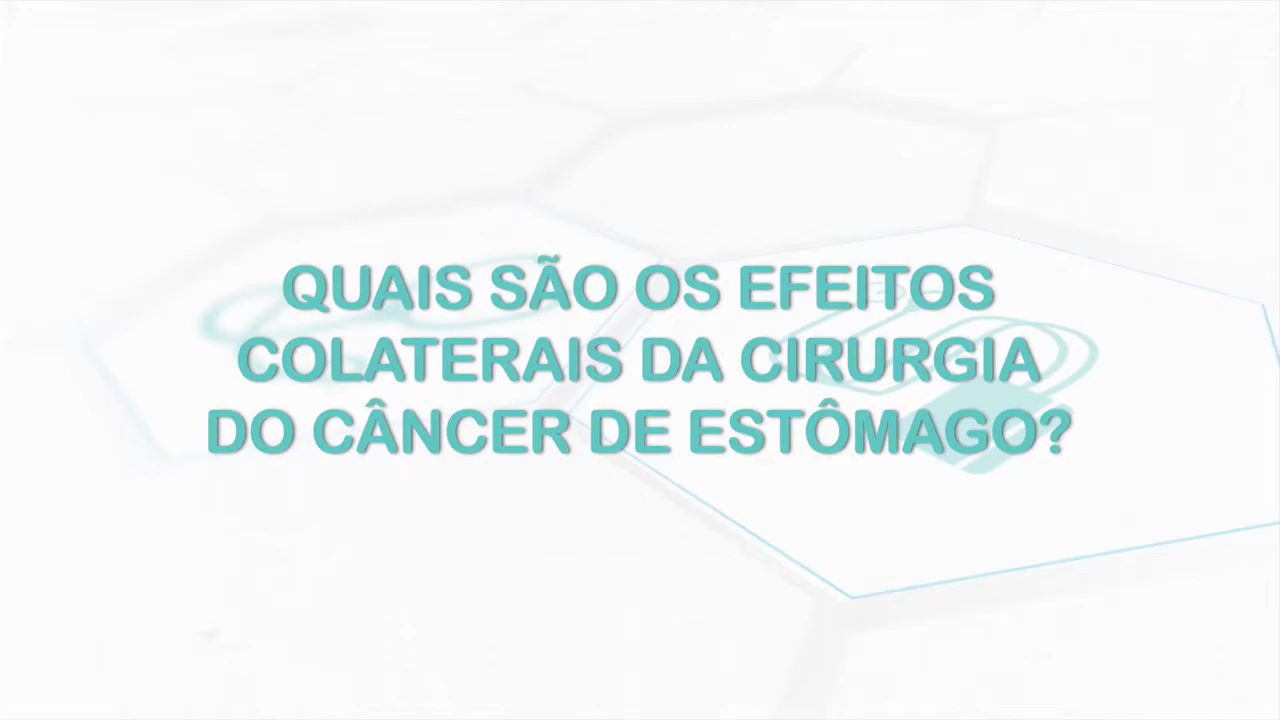 QUAIS SÃO OS EFEITOS
COLATERAIS DA CIRURGIA
DO CÂNCER DE ESTÔMAGO?